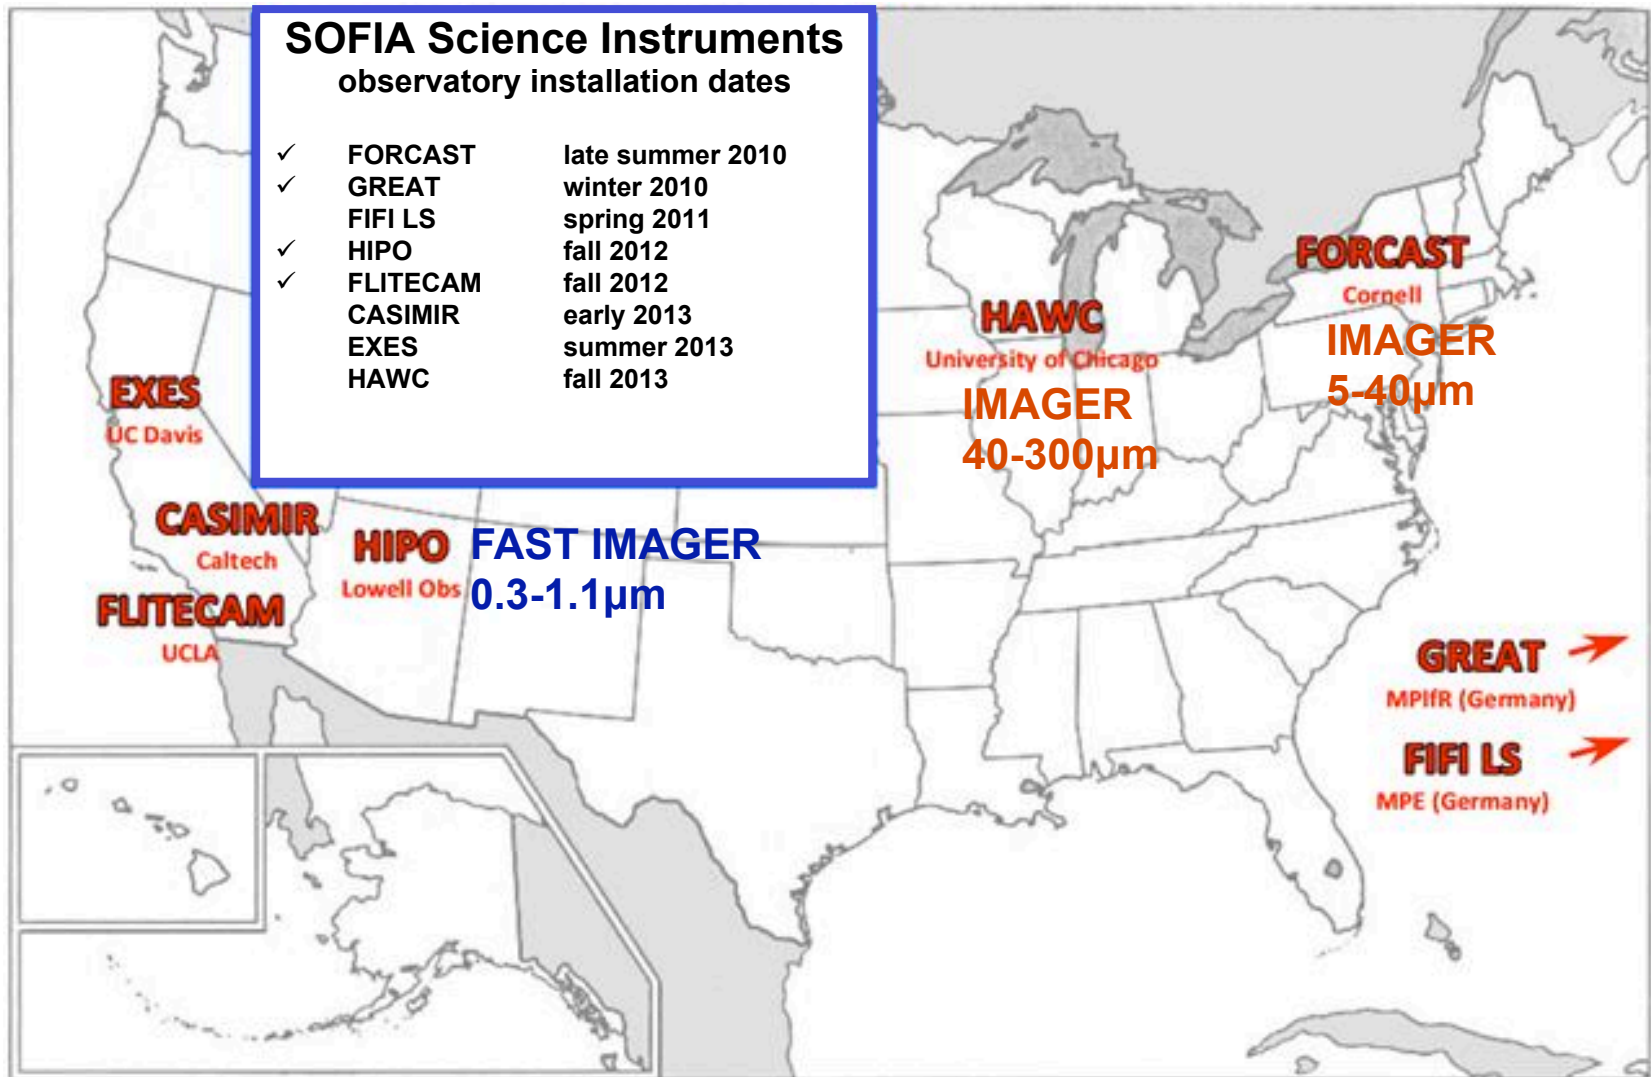 SOFIA Science Instruments
observatory installation dates
✓ FORCAST late summer 2010
✓ GREAT winter 2010
FIFI LS spring 2011
✓ HIPO fall 2012
✓ FLITECAM fall 2012
CASIMIR early 2013
EXES summer 2013
HAWC fall 2013
FORCAST
Cornell
IMAGER
5-40µm
HAWC
University of Chicago
IMAGER
40-300µm
EXES
UC Davis
CASIMIR
Caltech
FLITECAM
UCLA
HIPO
Lowell Obs
FAST IMAGER
0.3-1.1µm
GREAT
MPIfR (Germany)
FIFI LS
MPE (Germany)